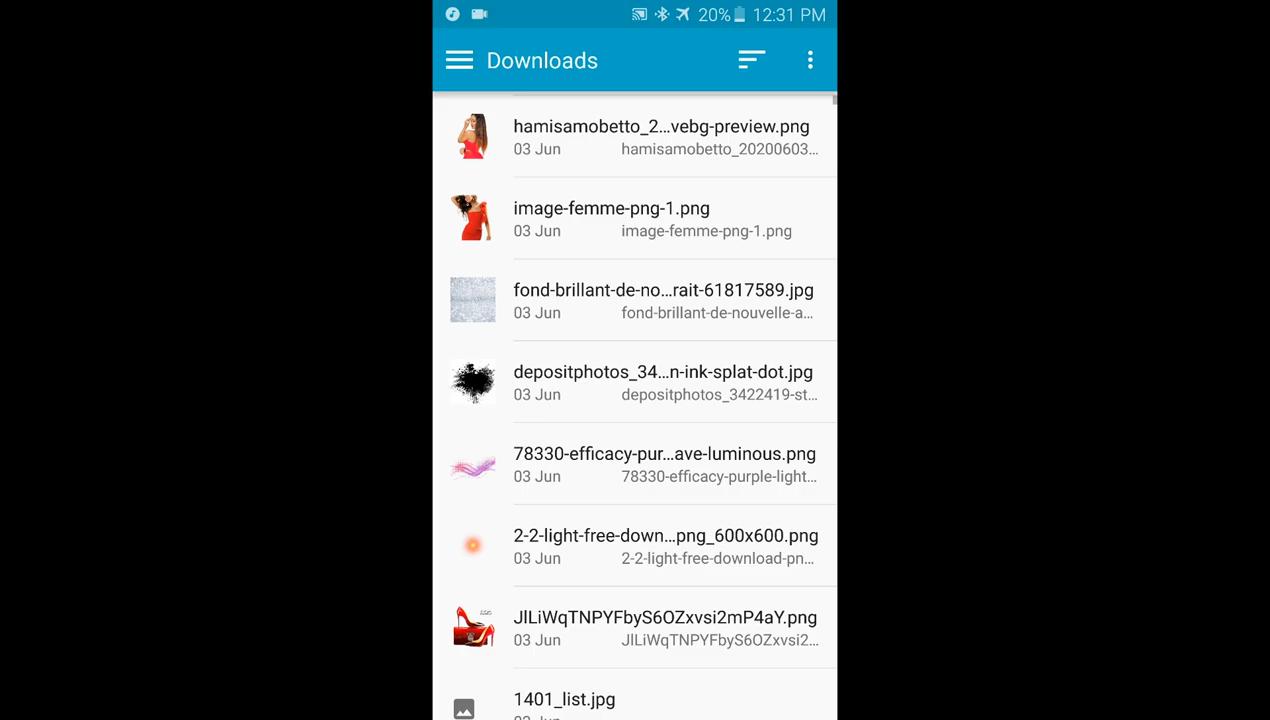 20% 12:31 PM
Downloads
hamisamobetto_2...vebg-preview.png
03 Jun hamisamobetto_20200603...
image-femme-png-1.png
03 Jun image-femme-png-1.png
fond-brillant-de-no...rait-61817589.jpg
03 Jun fond-brillant-de-nouvelle-a...
depositphotos_34...n-ink-splat-dot.jpg
03 Jun depositphotos_3422419-st...
78330-efficacy-pur...ave-luminous.png
03 Jun 78330-efficacy-purple-light...
2-2-light-free-down...png_600x600.png
03 Jun 2-2-light-free-download-pn...
JlLiWqTNPYFbyS6OZxvsi2mP4aY.png
03 Jun JlLiWqTNPYFbyS6OZxvsi2...
1401_list.jpg